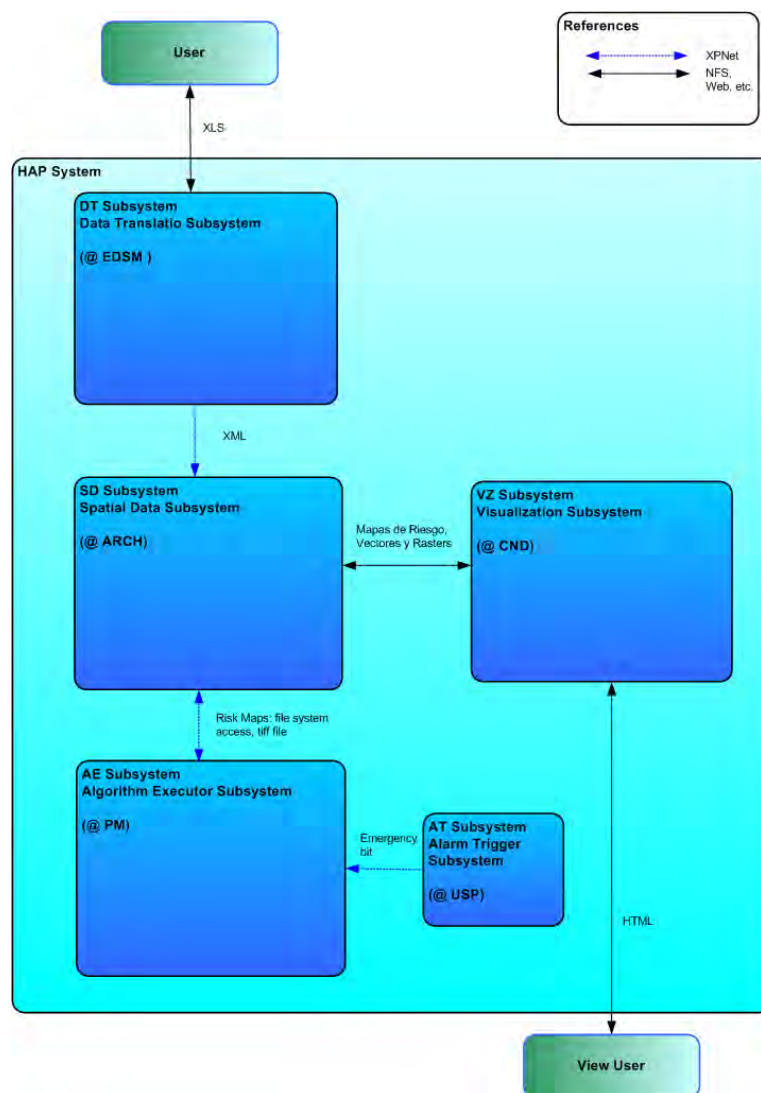 User
References
XPNet
NFS,
Web, etc.
XLS
HAP System
DT Subsystem
Data Translatio Subsystem
(@ EDSM )
XML
SD Subsystem
Spatial Data Subsystem
(@ ARCH)
Mapas de Riesgo,
Vectores y Rasters
VZ Subsystem
Visualization Subsystem
(@ CND)
Risk Maps: file system
access, tiff file
AE Subsystem
Algorithm Executor Subsystem
(@ PM)
Emergency
bit
AT Subsystem
Alarm Trigger
Subsystem
(@ USP)
HTML
View User